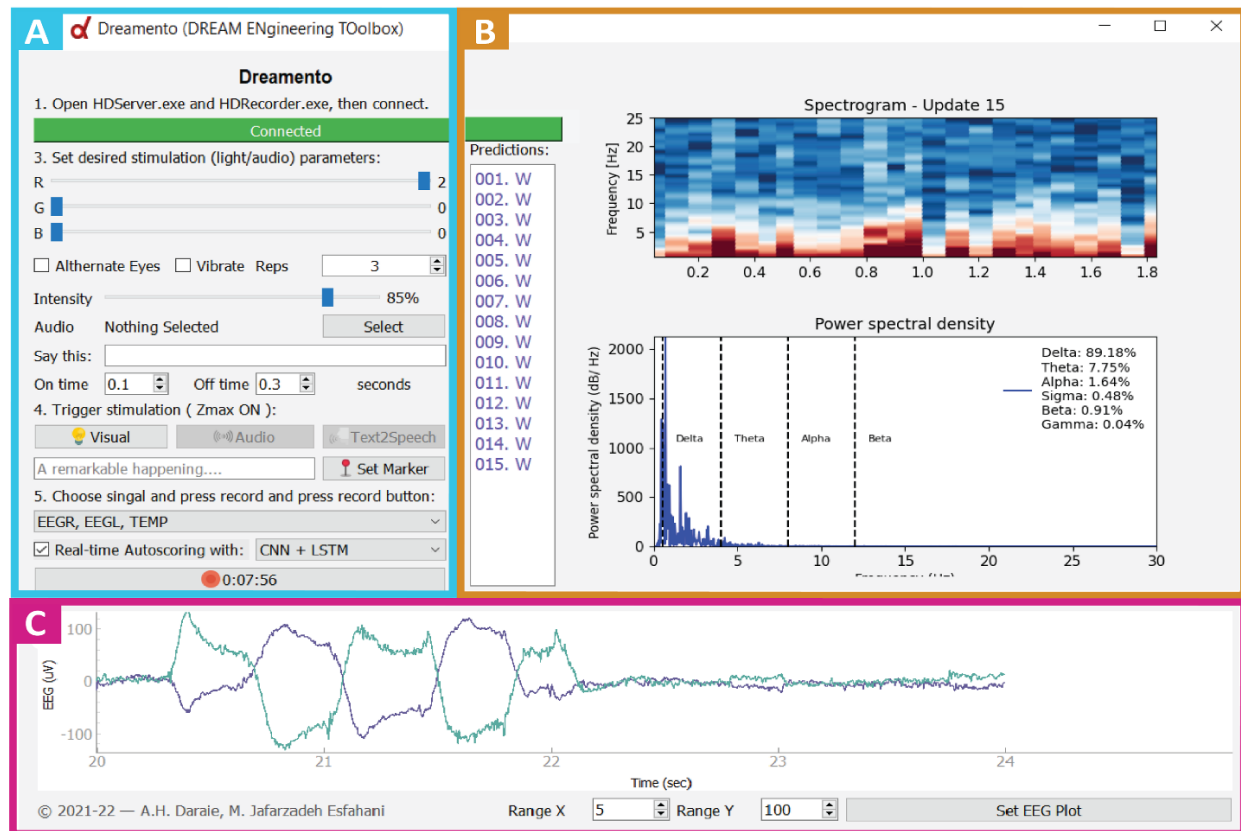 A
Dreamento (DREAM ENgineering TOolbox)
Dreamento
1. Open HDServer.exe and HDRecorder.exe, then connect.
Connected
3. Set desired stimulation (light/audio) parameters:
R 2
G 0
B 0
Althernate Eyes Vibrate Reps 3
Intensity 85%
Audio Nothing Selected Select
Say this:
On time 0.1 Off time 0.3 seconds
4. Trigger stimulation ( Zmax ON ):
Visual Audio Text2Speech
A remarkable happening.... Set Marker
5. Choose singal and press record and press record button:
EEGR, EEGL, TEMP
Real-time Autoscoring with: CNN + LSTM
0:07:56
B
Predictions:
001. W
002. W
003. W
004. W
005. W
006. W
007. W
008. W
009. W
010. W
011. W
012. W
013. W
014. W
015. W
Spectrogram - Update 15
Frequency [Hz]
25
20
15
10
5
0.2 0.4 0.6 0.8 1.0 1.2 1.4 1.6 1.8
Power spectral density
Power spectral density (dB/ Hz)
2000
1500
1000
500
0
Delta Theta Alpha Beta
Delta: 89.18%
Theta: 7.75%
Alpha: 1.64%
Sigma: 0.48%
Beta: 0.91%
Gamma: 0.04%
0 5 10 15 20 25 30
Frequency (Hz)
C
EEG (uV)
100
0
-100
20 21 22 23 24
Time (sec)
© 2021-22 — A.H. Daraie, M. Jafarzadeh Esfahani Range X 5 Range Y 100 Set EEG Plot